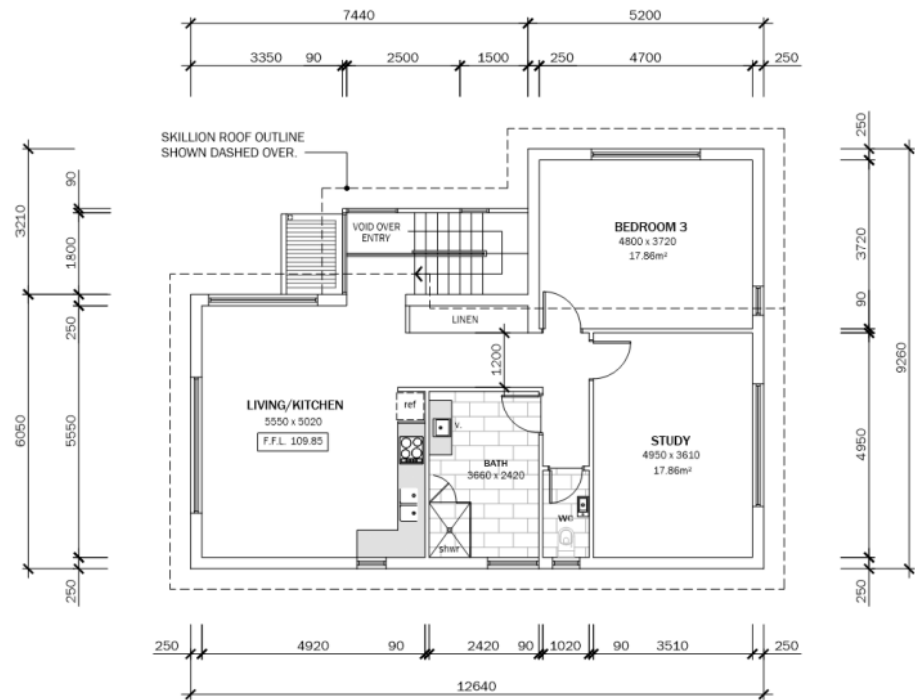 7440
5200
3350
90
2500
1500
250
4700
250
SKILLION ROOF OUTLINE
SHOWN DASHED OVER.
3210
90
1800
250
6050
5550
250
VOID OVER
ENTRY
LINEN
1200
BEDROOM 3
4800 x 3720
17.86m²
LIVING/KITCHEN
5550 x 5020
F.F.L. 109.85
ref
v.
BATH
3660 x 2420
shwr
WC
STUDY
4950 x 3610
17.86m²
250
3720
90
4950
250
9260
250
4920
90
2420
90
1020
90
3510
250
12640